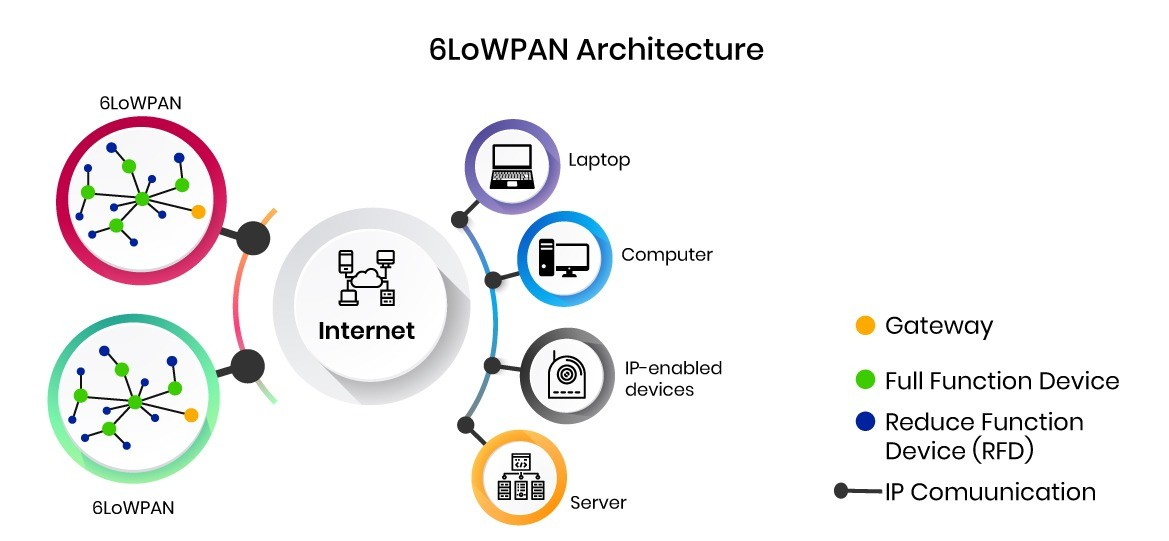 6LoWPAN Architecture
6LoWPAN
Laptop
Computer
Internet
IP-enabled
devices
Server
6LoWPAN
Gateway
Full Function Device
Reduce Function
Device (RFD)
IP Comuunication